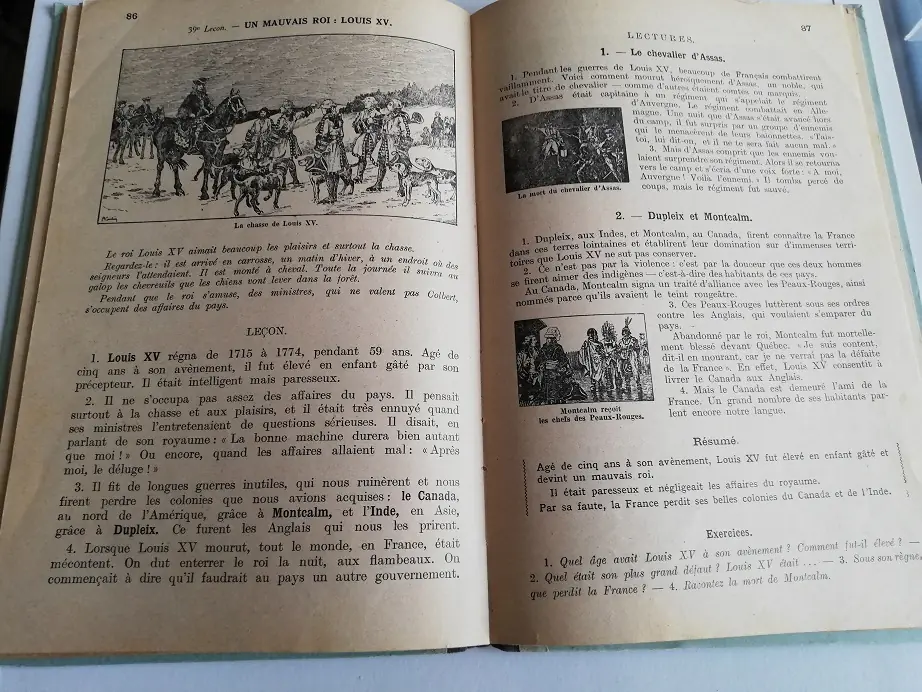 86
39e Leçon. — UN MAUVAIS ROI : LOUIS XV.
La chasse de Louis XV.
Le roi Louis XV aimait beaucoup les plaisirs et surtout la chasse.
Regardez-le : il est arrivé en carrosse, un matin d'hiver, à un endroit où des
seigneurs l'attendaient. Il est monté à cheval. Toute la journée il suivra au
galop les chevreuils que les chiens vont lever dans la forêt.
Pendant que le roi s'amuse, des ministres, qui ne valent pas Colbert,
s'occupent des affaires du pays.
LEÇON.
1. Louis XV régna de 1715 à 1774, pendant 59 ans. Agé de
cinq ans à son avènement, il fut élevé en enfant gâté par son
précepteur. Il était intelligent mais paresseux.
2. Il ne s'occupa pas assez des affaires du pays. Il pensait
surtout à la chasse et aux plaisirs, et il était très ennuyé quand
ses ministres l'entretenaient de questions sérieuses. Il disait, en
parlant de son royaume : « La bonne machine durera bien autant
que moi ! » Ou encore, quand les affaires allaient mal : « Après
moi, le déluge ! »
3. Il fit de longues guerres inutiles, qui nous ruinèrent et nous
firent perdre les colonies que nous avions acquises : le Canada,
au nord de l'Amérique, grâce à Montcalm, et l'Inde, en Asie,
grâce à Dupleix. Ce furent les Anglais qui nous les prirent.
4. Lorsque Louis XV mourut, tout le monde, en France, était
mécontent. On dut enterrer le roi la nuit, aux flambeaux. On
commençait à dire qu'il faudrait au pays un autre gouvernement.
87
LECTURES.
1. — Le chevalier d'Assas.
1. Pendant les guerres de Louis XV, beaucoup de Français combattirent
vaillamment. Voici comment mourut héroïquement d'Assas, un noble, qui
avait le titre de chevalier — comme d'autres étaient comtes ou marquis.
2. D'Assas était capitaine à un régiment qui s'appelait le régiment
d'Auvergne. Le régiment combattait en Alle-
magne. Une nuit que d'Assas s'était avancé hors
du camp, il fut surpris par un groupe d'ennemis
qui le menacèrent de leurs baïonnettes. « Tais-
toi, lui dit-on, et il ne te sera fait aucun mal. »
3. Mais d'Assas comprit que les ennemis vou-
laient surprendre son régiment. Alors il se retourna
vers le camp et s'écria d'une voix forte : « A moi,
Auvergne ! Voilà l'ennemi. » Il tomba percé de
coups, mais le régiment fut sauvé.
La mort du chevalier d'Assas.
2. — Dupleix et Montcalm.
1. Dupleix, aux Indes, et Montcalm, au Canada, firent connaître la France
dans ces terres lointaines et établirent leur domination sur d'immenses terri-
toires que Louis XV ne sut pas conserver.
2. Ce n'est pas par la violence : c'est par la douceur que ces deux hommes
se firent aimer des indigènes — c'est-à-dire des habitants de ces pays.
Au Canada, Montcalm signa un traité d'alliance avec les Peaux-Rouges, ainsi
nommés parce qu'ils avaient le teint rougeâtre.
3. Ces Peaux-Rouges luttèrent sous ses ordres
contre les Anglais, qui voulaient s'emparer du
pays. -
Abandonné par le roi, Montcalm fut mortelle-
ment blessé devant Québec. « Je suis content,
dit-il en mourant, car je ne verrai pas la défaite
de la France ». En effet, Louis XV consentit à
livrer le Canada aux Anglais.
4. Mais le Canada est demeuré l'ami de la
France. Un grand nombre de ses habitants par-
lent encore notre langue.
Montcalm reçoit
les chefs des Peaux-Rouges.
Résumé.
Agé de cinq ans à son avènement, Louis XV fut élevé en enfant gâté et
devint un mauvais roi.
Il était paresseux et négligeait les affaires du royaume.
Par sa faute, la France perdit ses belles colonies du Canada et de l'Inde.
Exercices.
1. Quel âge avait Louis XV à son avènement ? Comment fut-il élevé ? —
2. Quel était son plus grand défaut ? Louis XV était ... — 3. Sous son règne,
que perdit la France ? — 4. Racontez la mort de Montcalm.